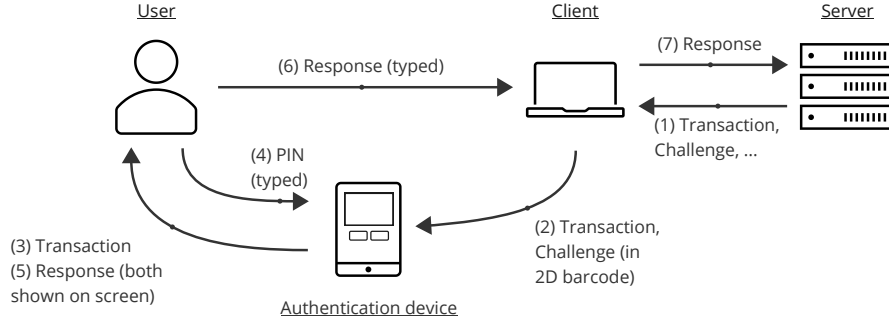 User
Client
Server
(6) Response (typed)
(7) Response
(1) Transaction,
Challenge, ...
(4) PIN
(typed)
(2) Transaction,
Challenge (in
2D barcode)
(3) Transaction
(5) Response (both
shown on screen)
Authentication device